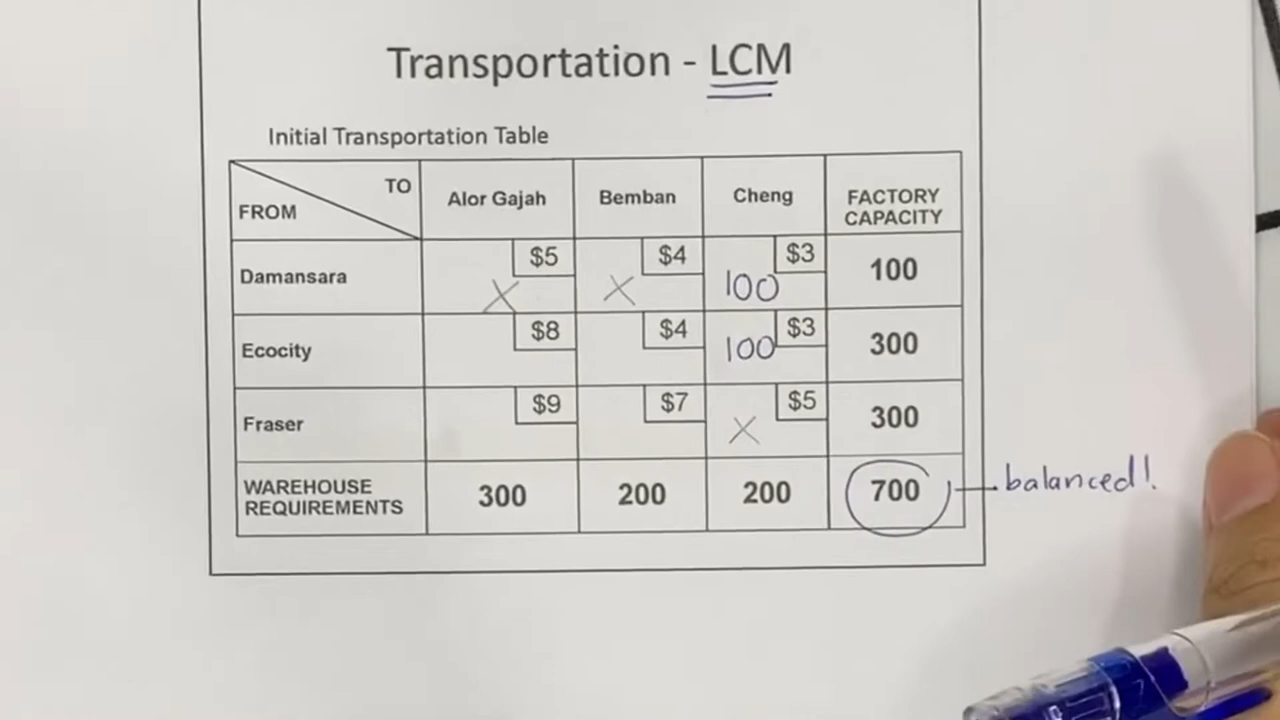 Transportation - LCM
Initial Transportation Table
TO
FROM
Alor Gajah
Bemban
Cheng
FACTORY
CAPACITY
Damansara
$5
X
$4
X
$3
100
100
Ecocity
$8
$4
$3
100
300
Fraser
$9
$7
$5
X
300
WAREHOUSE
REQUIREMENTS
300
200
200
700
balanced!